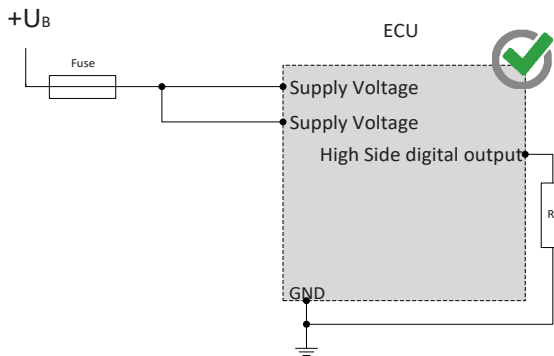 +UB
ECU
Fuse
Supply Voltage
Supply Voltage
High Side digital output
R
GND